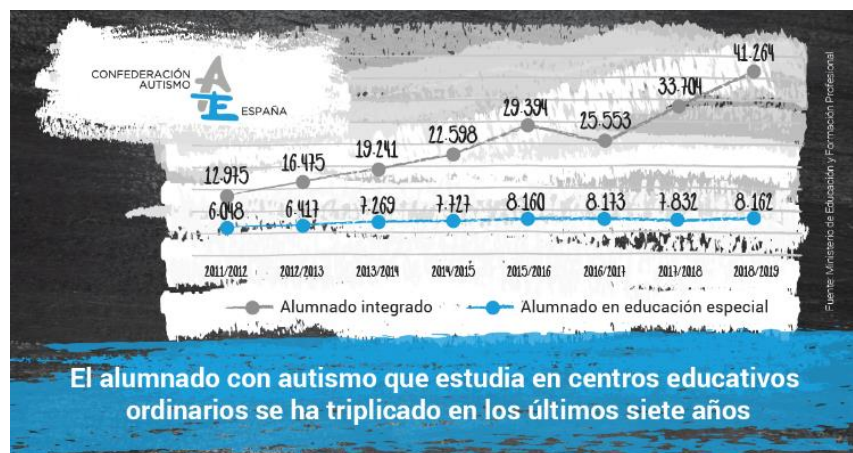 CONFEDERACIÓN
AUTISMO
AE
ESPAÑA
12.975
16.475
19.241
22.598
29.394
25.553
33.704
41.264
6.048
6.417
7.269
7.727
8.160
8.173
7.832
8.162
2011/2012
2012/2013
2013/2014
2014/2015
2015/2016
2016/2017
2017/2018
2018/2019
Alumnado integrado
Alumnado en educación especial
Fuente: Ministerio de Educación y Formación Profesional
El alumnado con autismo que estudia en centros educativos
ordinarios se ha triplicado en los últimos siete años